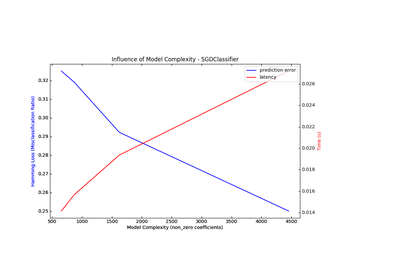 Influence of Model Complexity - SGDClassifier
prediction error
latency
0.32
0.31
0.30
0.29
0.28
0.27
0.26
0.25
Hamming Loss (Misclassification Ratio)
0.026
0.024
0.022
0.020
0.018
0.016
0.014
Time (s)
500 1000 1500 2000 2500 3000 3500 4000 4500
Model Complexity (non_zero coefficients)